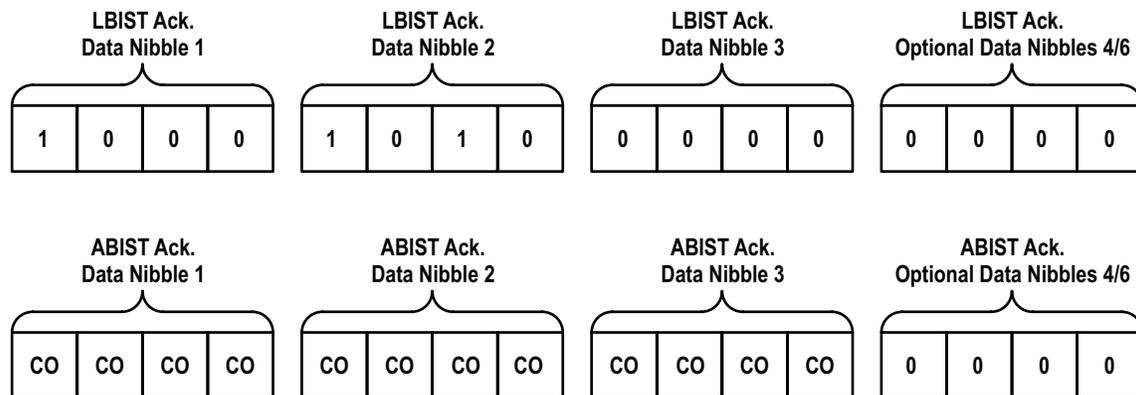 LBIST Ack. LBIST Ack. LBIST Ack. LBIST Ack.
Data Nibble 1 Data Nibble 2 Data Nibble 3 Optional Data Nibbles 4/6
1 0 0 0 1 0 1 0 0 0 0 0 0 0 0 0
ABIST Ack. ABIST Ack. ABIST Ack. ABIST Ack.
Data Nibble 1 Data Nibble 2 Data Nibble 3 Optional Data Nibbles 4/6
CO CO CO CO CO CO CO CO CO CO CO CO 0 0 0 0